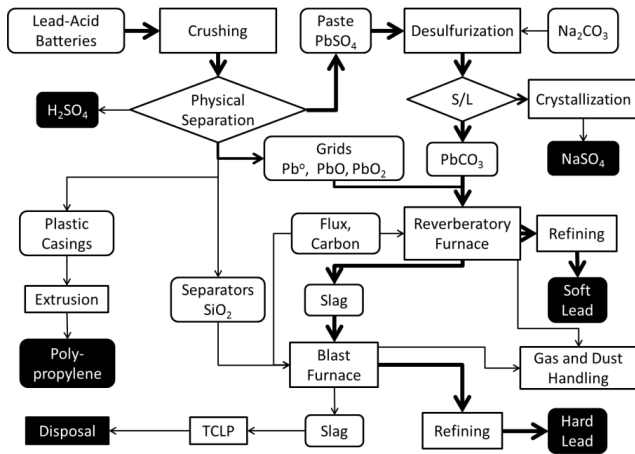 Lead-Acid
Batteries
Crushing
Paste
PbSO₄
Desulfurization
Na₂CO₃
H₂SO₄
Physical
Separation
S/L
Crystallization
Grids
Pb°, PbO, PbO₂
PbCO₃
NaSO₄
Plastic
Casings
Flux,
Carbon
Reverberatory
Furnace
Refining
Extrusion
Separators
SiO₂
Slag
Soft
Lead
Poly-
propylene
Blast
Furnace
Gas and Dust
Handling
Disposal
TCLP
Slag
Refining
Hard
Lead